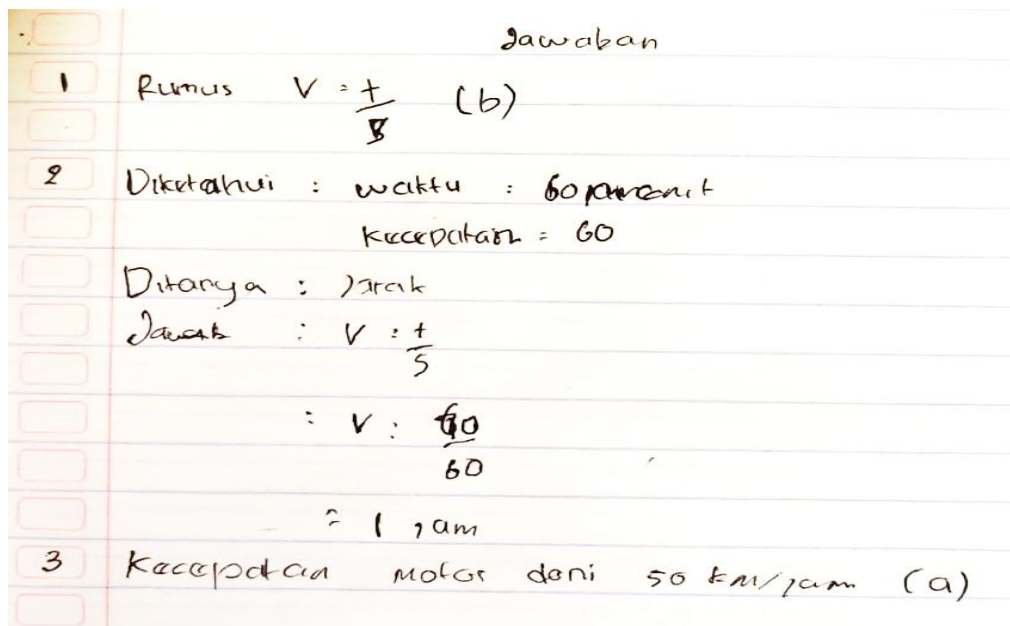 Jawaban
1 Rumus V = t/s (b)
2 Diketahui : waktu : 60 menit
kecepatan = 60
Ditanya : Jarak
Jawab : V : t/s
: V : 60/60
= 1 jam
3 Kecepatan motor deni 50 km/jam (a)